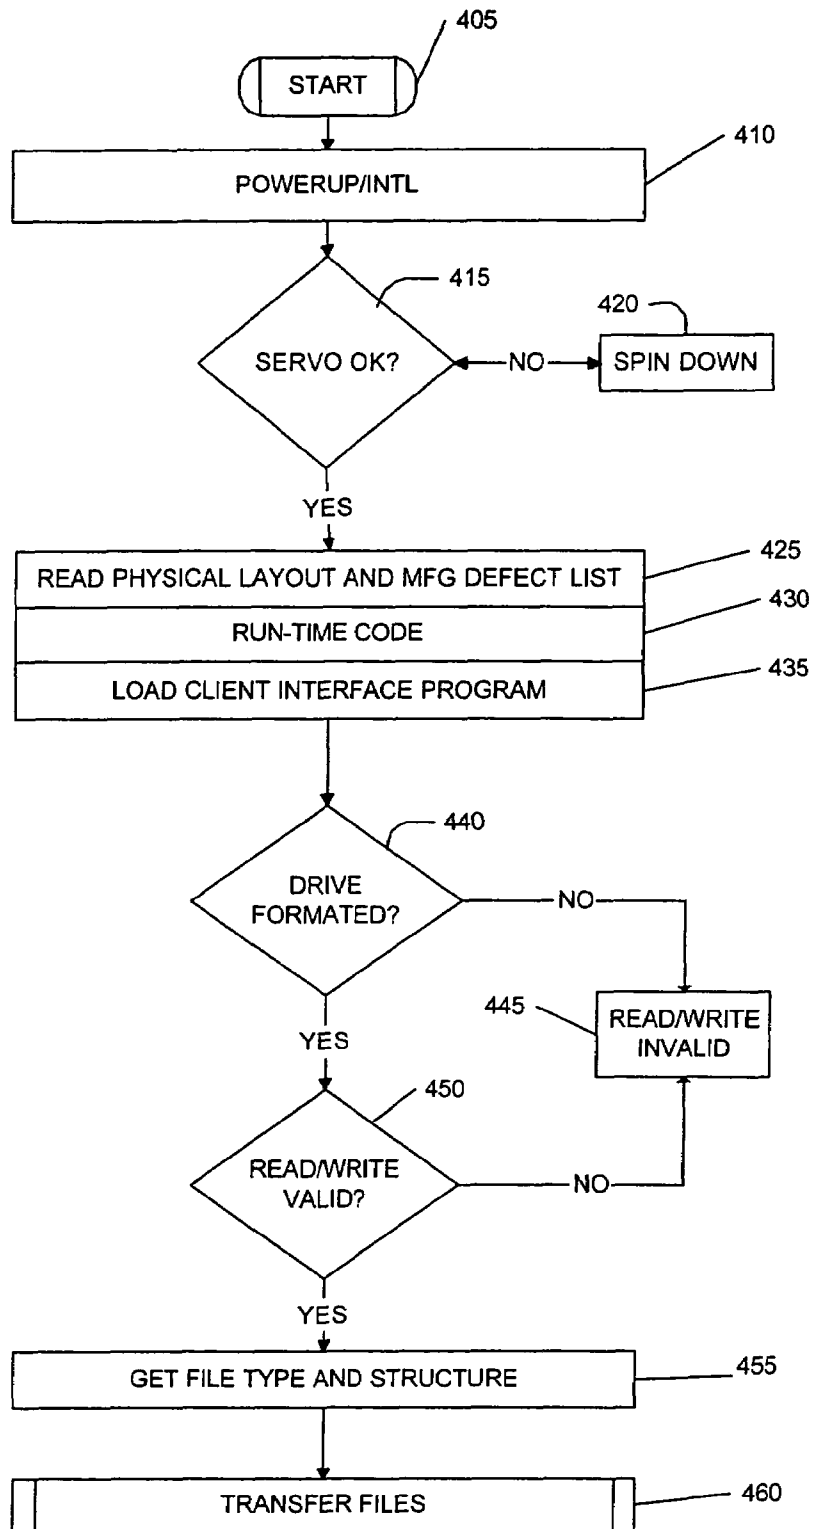 405
START
410
POWERUP/INTL
415
420
SERVO OK?
NO
SPIN DOWN
YES
425
READ PHYSICAL LAYOUT AND MFG DEFECT LIST
430
RUN-TIME CODE
435
LOAD CLIENT INTERFACE PROGRAM
440
DRIVE
FORMATED?
NO
445
READ/WRITE
INVALID
YES
450
READ/WRITE
VALID?
NO
YES
455
GET FILE TYPE AND STRUCTURE
460
TRANSFER FILES